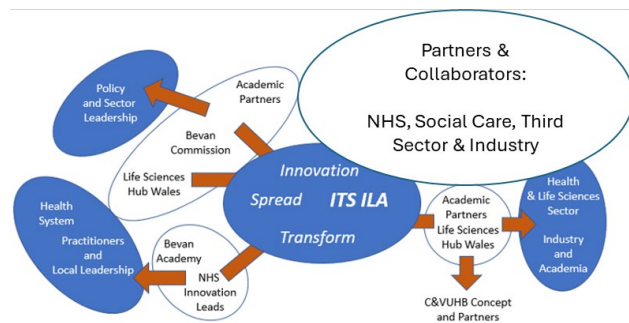 Partners &
Collaborators:
NHS, Social Care, Third
Sector & Industry
Policy
and Sector
Leadership
Academic
Partners
Bevan
Commission
Life Sciences
Hub Wales
Innovation
Spread ITS ILA
Transform
Health
System
Practitioners
and
Local Leadership
Bevan
Academy
NHS
Innovation
Leads
Academic
Partners
Life Sciences
Hub Wales
Health
& Life Sciences
Sector
Industry
and
Academia
C&VUHB Concept
and Partners